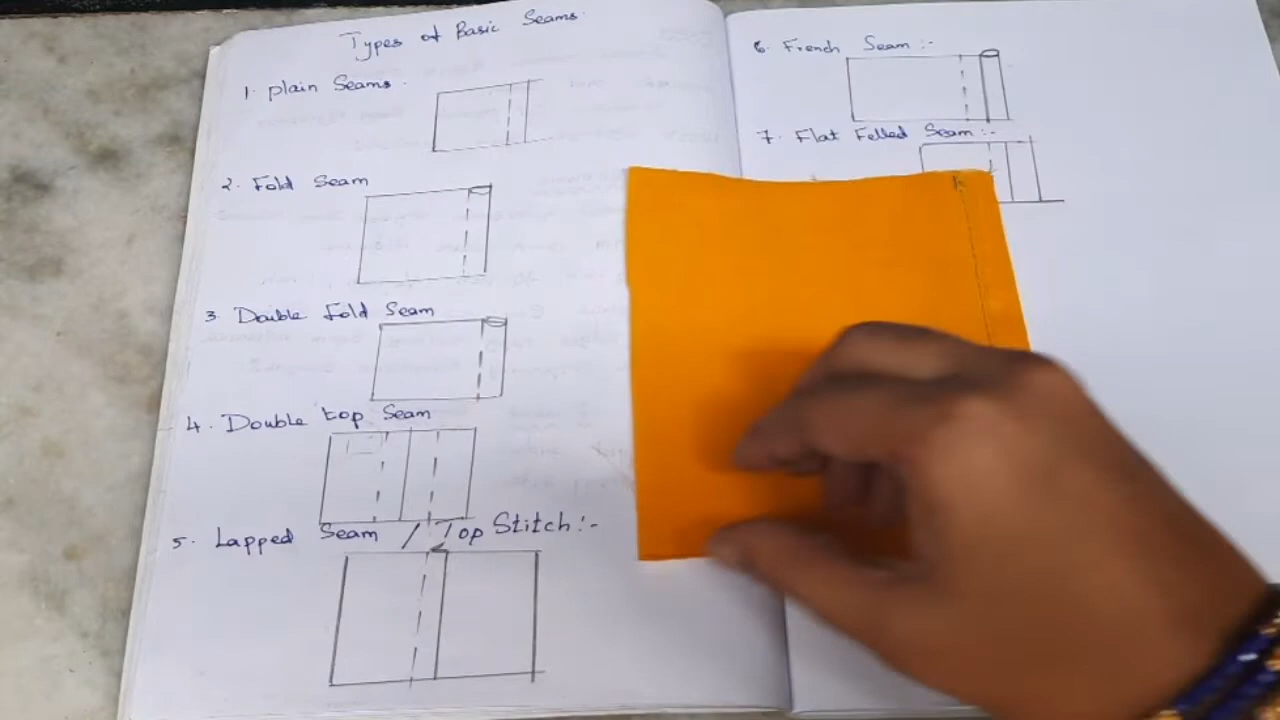 Types of Basic Seams.
1. Plain Seams.
2. Fold Seam
3. Double Fold Seam
4. Double top Seam
5. Lapped Seam / Top Stitch:-
6. French Seam:-
7. Flat Felled Seam:-